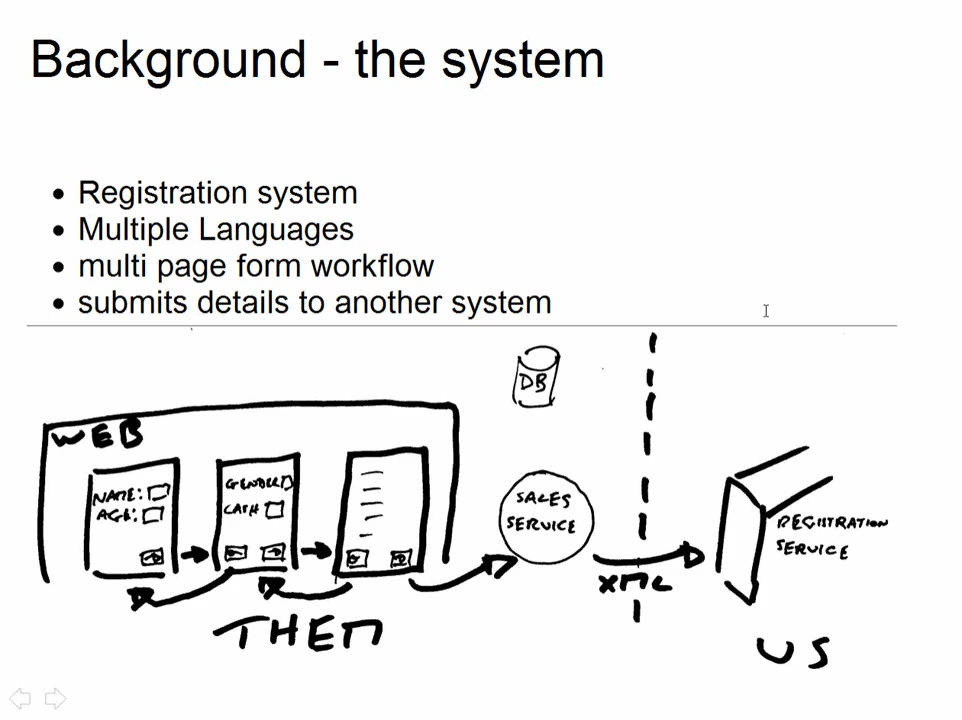 Background - the system
• Registration system
• Multiple Languages
• multi page form workflow
• submits details to another system
DB
WEB
NAME:
AGE:
GENDER
CASH
SALES
SERVICE
REGISTRATION
SERVICE
XML
THEM
US